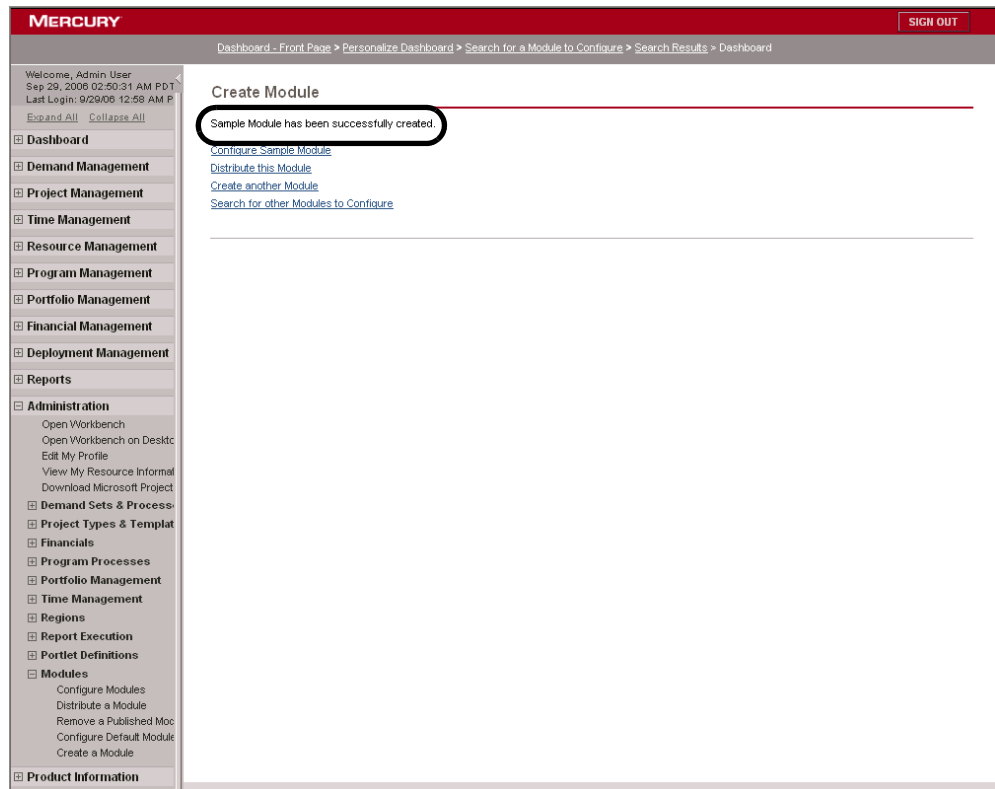 MERCURY
SIGN OUT
Dashboard - Front Page > Personalize Dashboard > Search for a Module to Configure > Search Results > Dashboard
Welcome, Admin User
Sep 29, 2006 02:50:31 AM PDT
Last Login: 9/29/06 12:58 AM P
Expand All Collapse All
Dashboard
Demand Management
Project Management
Time Management
Resource Management
Program Management
Portfolio Management
Financial Management
Deployment Management
Reports
Administration
Open Workbench
Open Workbench on Deskto
Edit My Profile
View My Resource Informat
Download Microsoft Project
Demand Sets & Process
Project Types & Templat
Financials
Program Processes
Portfolio Management
Time Management
Regions
Report Execution
Portlet Definitions
Modules
Configure Modules
Distribute a Module
Remove a Published Moc
Configure Default Module
Create a Module
Product Information
Create Module
Sample Module has been successfully created.
Configure Sample Module
Distribute this Module
Create another Module
Search for other Modules to Configure